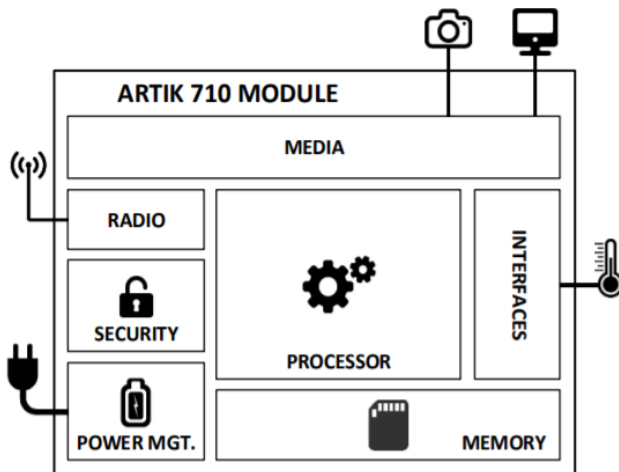 ARTIK 710 MODULE
MEDIA
RADIO
INTERFACES
SECURITY
PROCESSOR
POWER MGT.
MEMORY